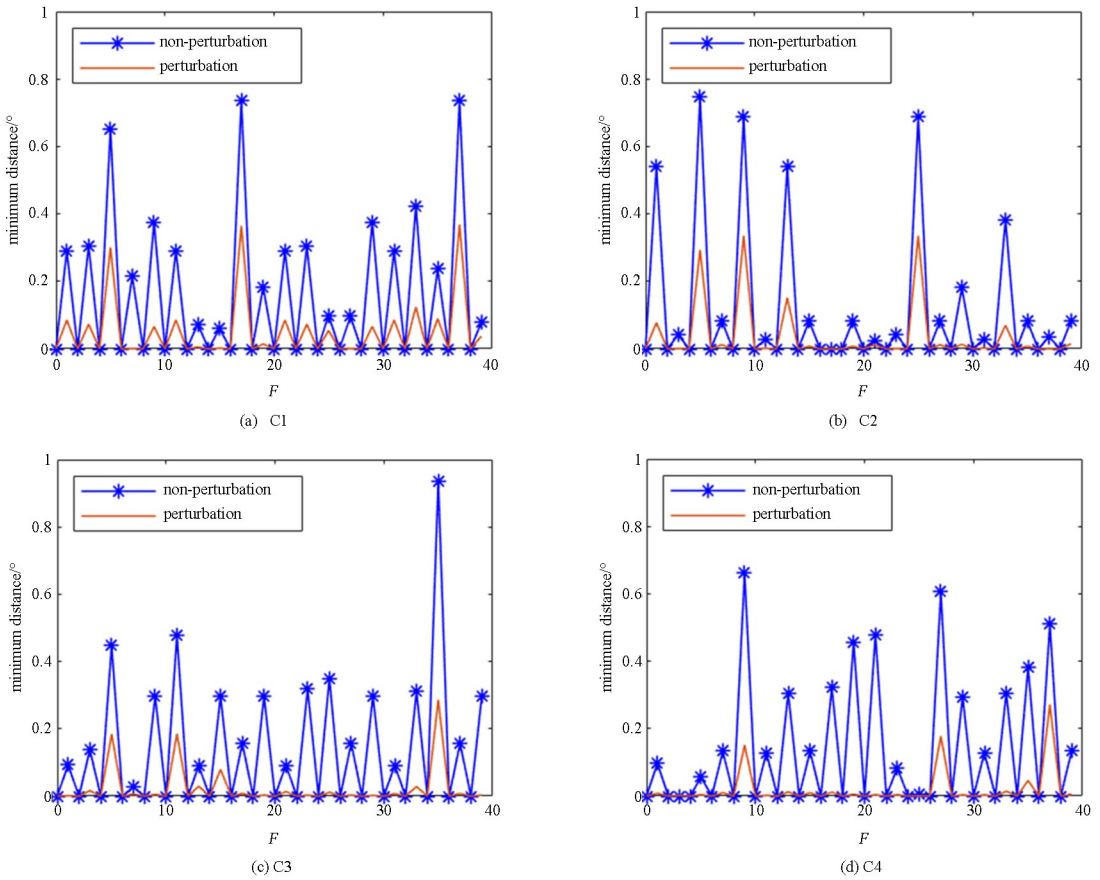 1
0.8
0.6
0.4
0.2
0
minimum distance/°
non-perturbation
perturbation
0 10 20 30 40
F
(a) C1
1
0.8
0.6
0.4
0.2
0
minimum distance/°
non-perturbation
perturbation
0 10 20 30 40
F
(b) C2
1
0.8
0.6
0.4
0.2
0
minimum distance/°
non-perturbation
perturbation
0 10 20 30 40
F
(c) C3
1
0.8
0.6
0.4
0.2
0
minimum distance/°
non-perturbation
perturbation
0 10 20 30 40
F
(d) C4